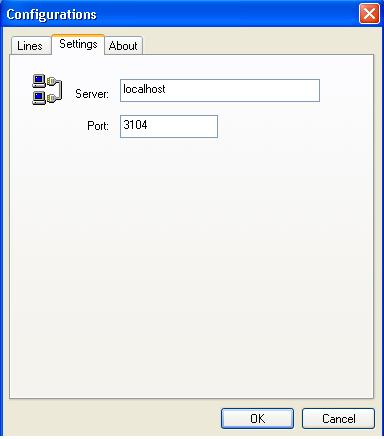 Configurations
Lines Settings About
Server: localhost
Port: 3104
OK Cancel